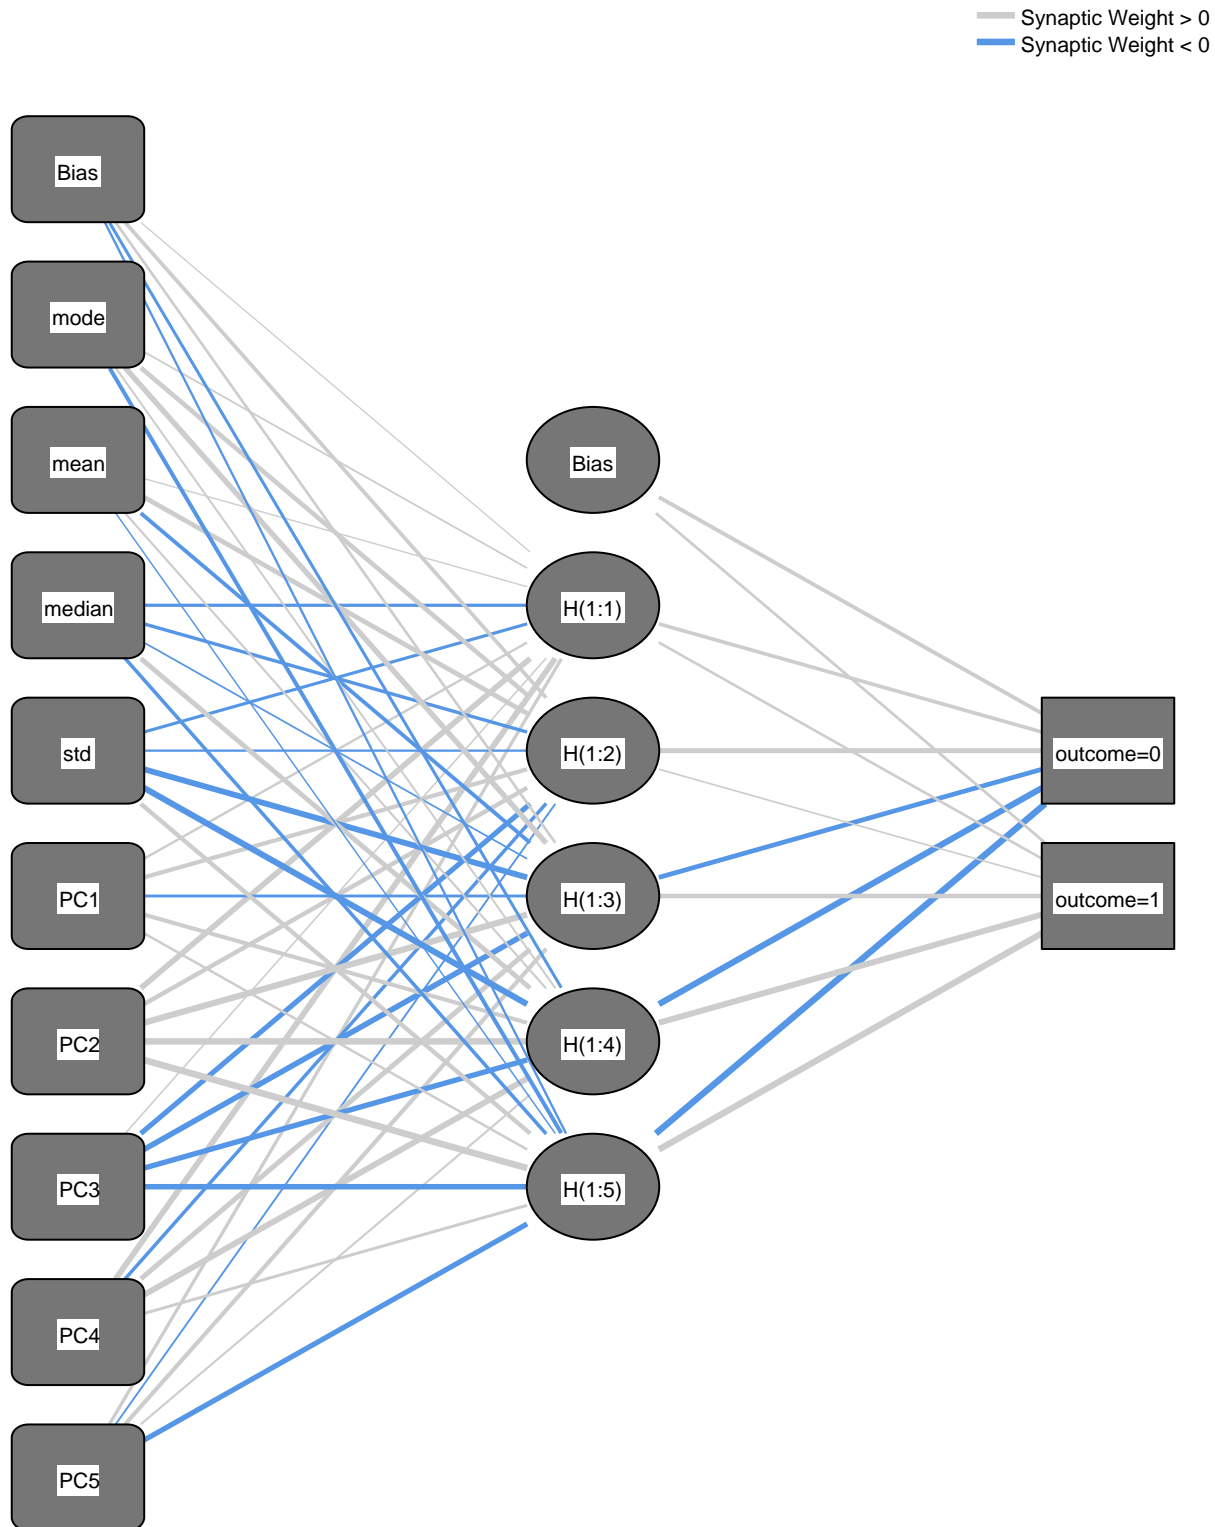 Synaptic Weight > 0
Synaptic Weight < 0
Bias
mode
mean
median
std
PC1
PC2
PC3
PC4
PC5
Bias
H(1:1)
H(1:2)
H(1:3)
H(1:4)
H(1:5)
outcome=0
outcome=1